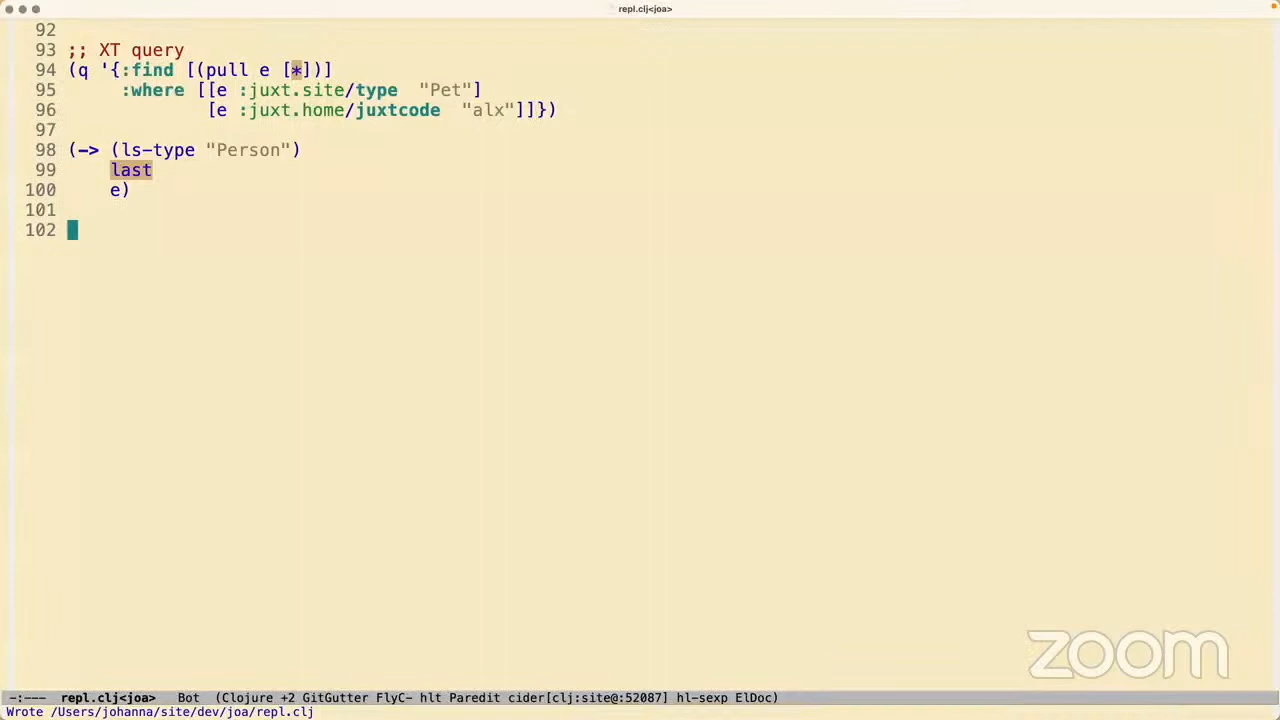 repl.clj<joa>
92
93 ;; XT query
94 (q '{:find [(pull e [*])]
95 :where [[e :juxt.site/type "Pet"]
96 [e :juxt.home/juxtcode "alx"]]})
97
98 (-> (ls-type "Person")
99 last
100 e)
101
102
zoom
-:--- repl.clj<joa> Bot (Clojure +2 GitGutter FlyC- hlt Paredit cider[clj:site@:52087] hl-sexp ElDoc)
Wrote /Users/johanna/site/dev/joa/repl.clj